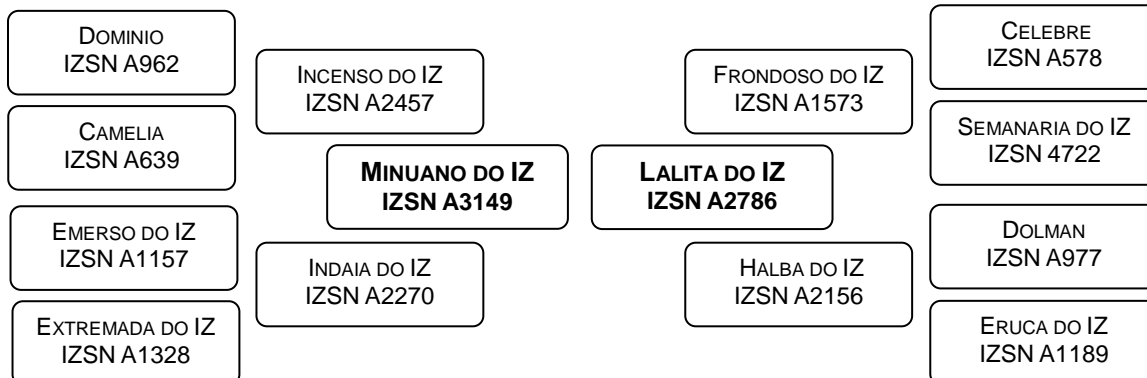 DOMINIO
IZSN A962
CAMELIA
IZSN A639
EMERSO DO IZ
IZSN A1157
EXTREMADA DO IZ
IZSN A1328
INCENSO DO IZ
IZSN A2457
INDAIA DO IZ
IZSN A2270
MINUANO DO IZ
IZSN A3149
LALITA DO IZ
IZSN A2786
FRONDOSO DO IZ
IZSN A1573
HALBA DO IZ
IZSN A2156
CELEBRE
IZSN A578
SEMANARIA DO IZ
IZSN 4722
DOLMAN
IZSN A977
ERUCA DO IZ
IZSN A1189